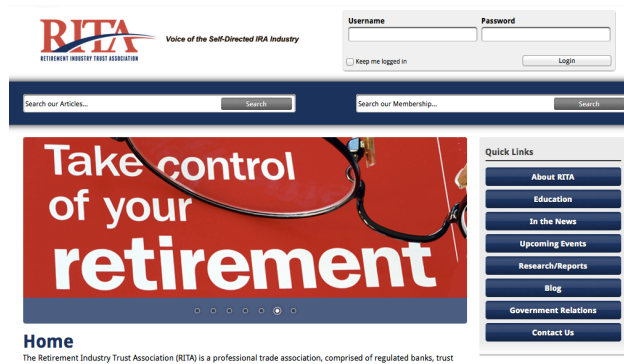 RITA
RETIREMENT INDUSTRY TRUST ASSOCIATION
Voice of the Self-Directed IRA Industry
Username
Password
Keep me logged in
Login
Search our Articles...
Search
Search our Membership...
Search
Take control
of your
retirement
Quick Links
About RITA
Education
In the News
Upcoming Events
Research/Reports
Blog
Government Relations
Contact Us
Home
The Retirement Industry Trust Association (RITA) is a professional trade association, comprised of regulated banks, trust